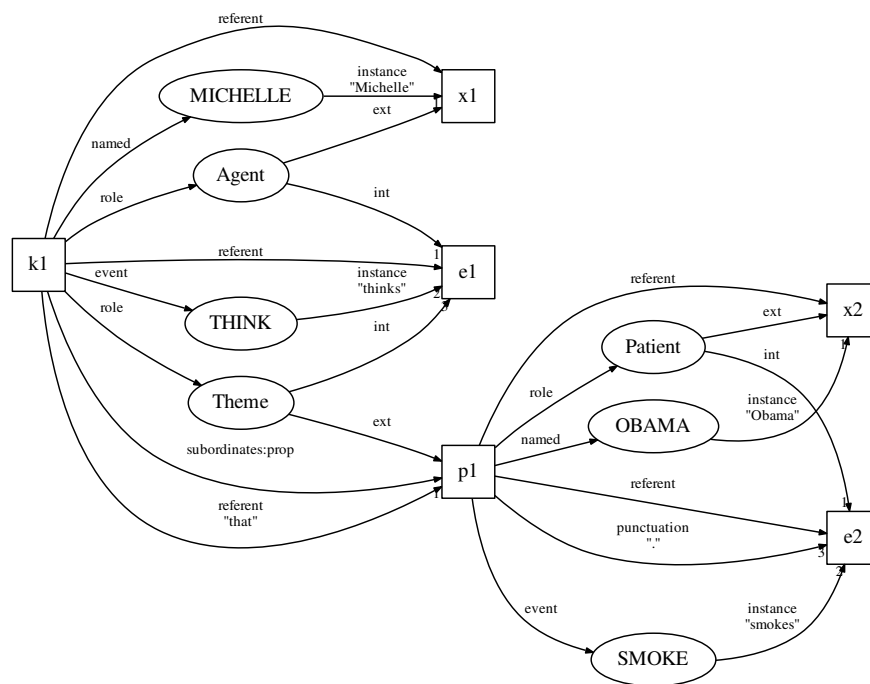 referent
instance
"Michelle"
MICHELLE
x1
1
ext
named
Agent
role
int
k1
referent
1
e1
event
instance
"thinks"
2
3
role
THINK
int
referent
x2
ext
1
Patient
int
Theme
ext
role
instance
"Obama"
OBAMA
named
subordinates:prop
p1
1
referent
1
referent
"that"
punctuation
"."
e2
3
2
event
instance
"smokes"
SMOKE